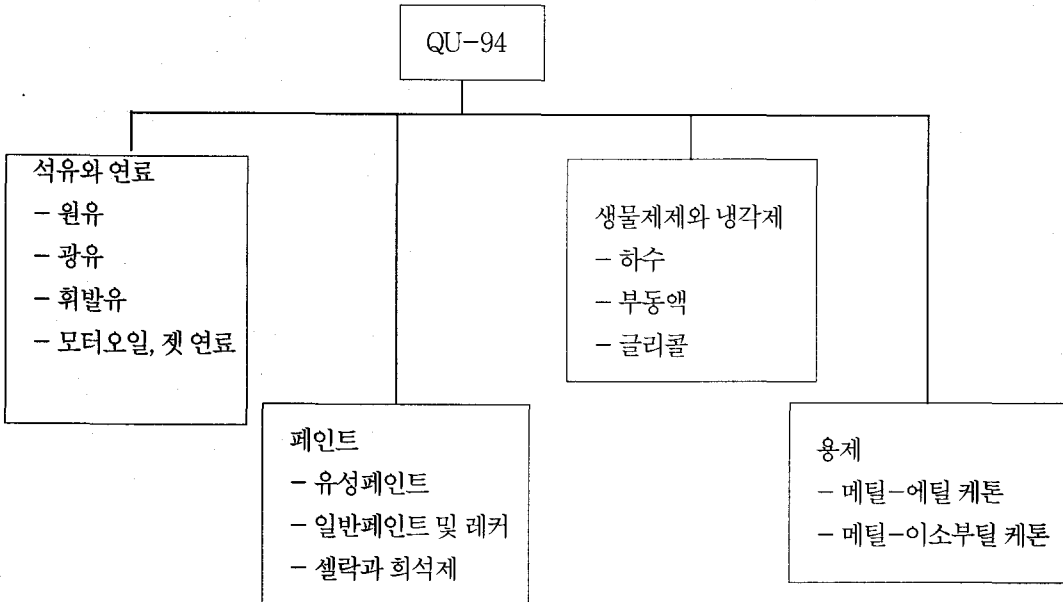 QU-94
석유와 연료
- 원유
- 광유
- 휘발유
- 모터오일, 젯 연료
생물제제와 냉각제
- 하수
- 부동액
- 글리콜
페인트
- 유성페인트
- 일반페인트 및 레커
- 셀락과 희석제
용제
- 메틸-에틸 케톤
- 메틸-이소부틸 케톤